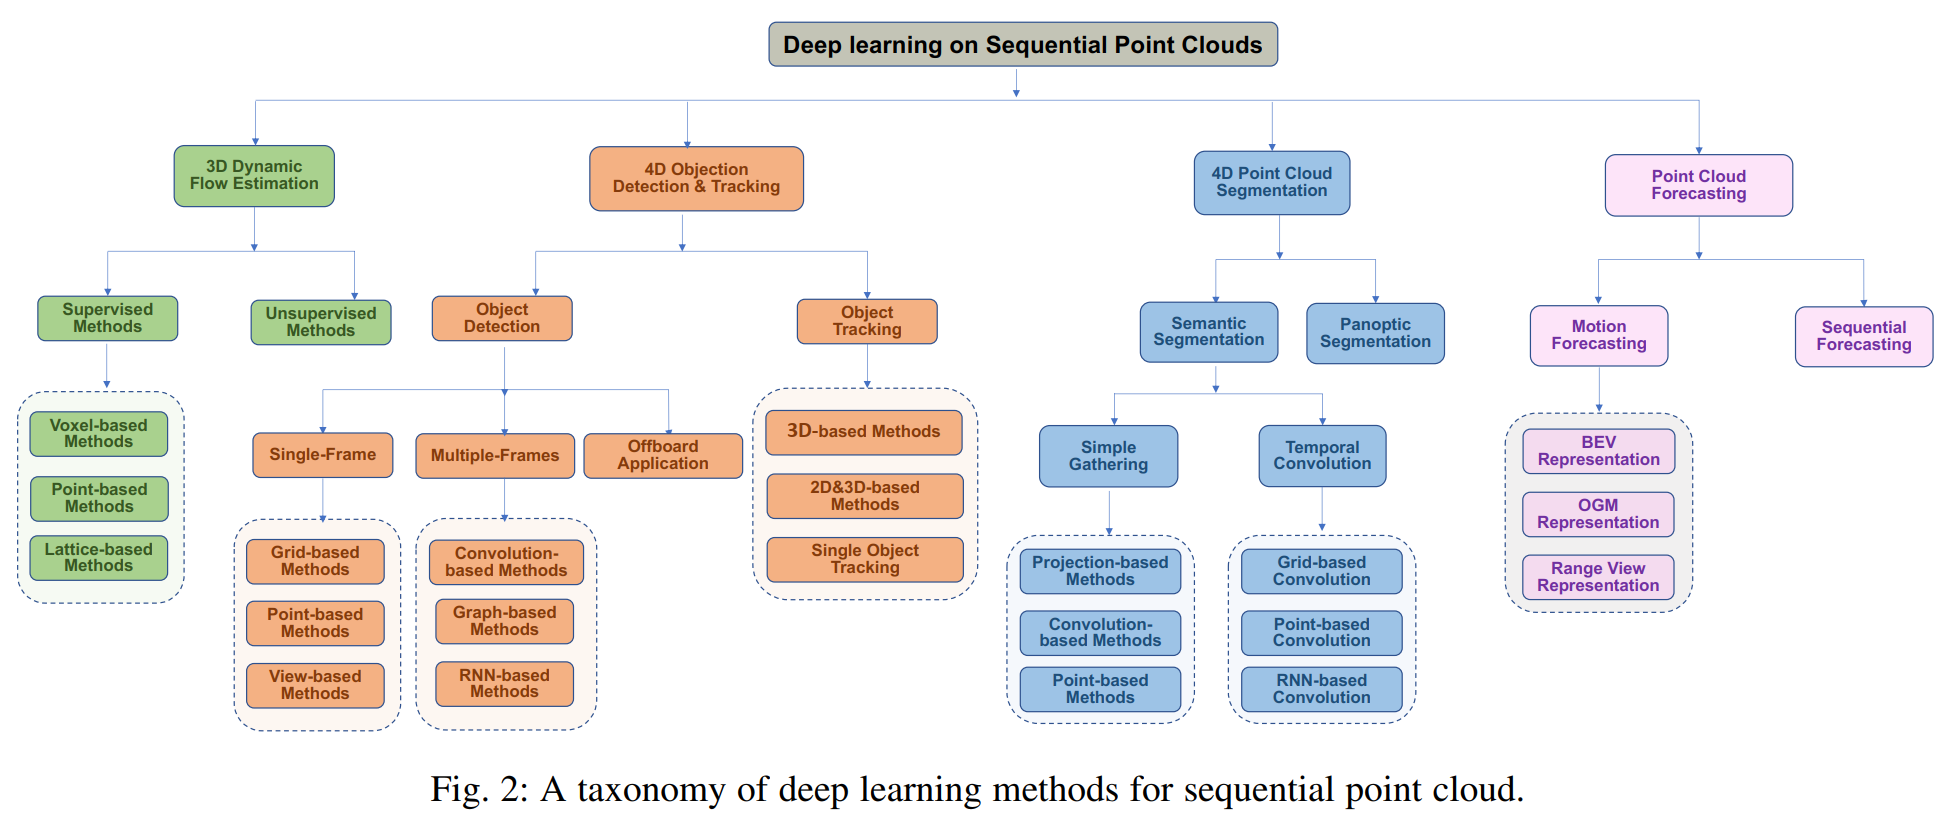 Deep learning on Sequential Point Clouds
3D Dynamic
Flow Estimation
4D Objection
Detection & Tracking
4D Point Cloud
Segmentation
Point Cloud
Forecasting
Supervised
Methods
Unsupervised
Methods
Object
Detection
Object
Tracking
Semantic
Segmentation
Panoptic
Segmentation
Motion
Forecasting
Sequential
Forecasting
Voxel-based
Methods
Point-based
Methods
Lattice-based
Methods
Single-Frame
Multiple-Frames
Offboard
Application
Grid-based
Methods
Point-based
Methods
View-based
Methods
Convolution-
based Methods
Graph-based
Methods
RNN-based
Methods
3D-based Methods
2D&3D-based
Methods
Single Object
Tracking
Simple
Gathering
Temporal
Convolution
Projection-based
Methods
Convolution-
based Methods
Point-based
Methods
Grid-based
Convolution
Point-based
Convolution
RNN-based
Convolution
BEV
Representation
OGM
Representation
Range View
Representation
Fig. 2: A taxonomy of deep learning methods for sequential point cloud.